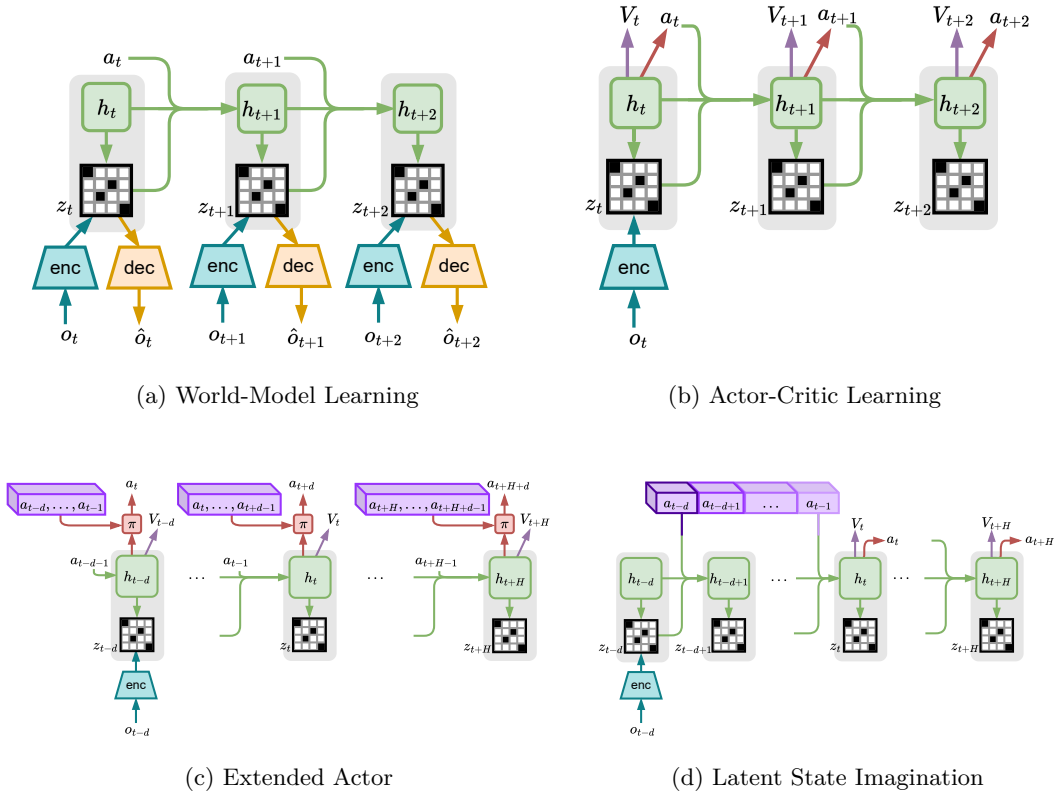 a_t a_{t+1}
h_t h_{t+1} h_{t+2}
z_t z_{t+1} z_{t+2}
enc dec enc dec enc dec
o_t ô_t o_{t+1} ô_{t+1} o_{t+2} ô_{t+2}
(a) World-Model Learning
V_t a_t V_{t+1} a_{t+1} V_{t+2} a_{t+2}
h_t h_{t+1} h_{t+2}
z_t z_{t+1} z_{t+2}
enc
o_t
(b) Actor-Critic Learning
a_t a_{t+d} a_{t+H+d}
a_{t-d}, ..., a_{t-1} a_t, ..., a_{t+d-1} a_{t+H}, ..., a_{t+H+d-1}
π V_{t-d} π V_t π V_{t+H}
a_{t-d-1} ... a_{t-1} ... a_{t+H-1}
h_{t-d} h_t h_{t+H}
z_{t-d} z_t z_{t+H}
enc
o_{t-d}
(c) Extended Actor
a_{t-d} a_{t-d+1} ... a_{t-1}
V_t a_t V_{t+H} a_{t+H}
h_{t-d} h_{t-d+1} ... h_t ... h_{t+H}
z_{t-d} z_{t-d+1} z_t z_{t+H}
enc
o_{t-d}
(d) Latent State Imagination